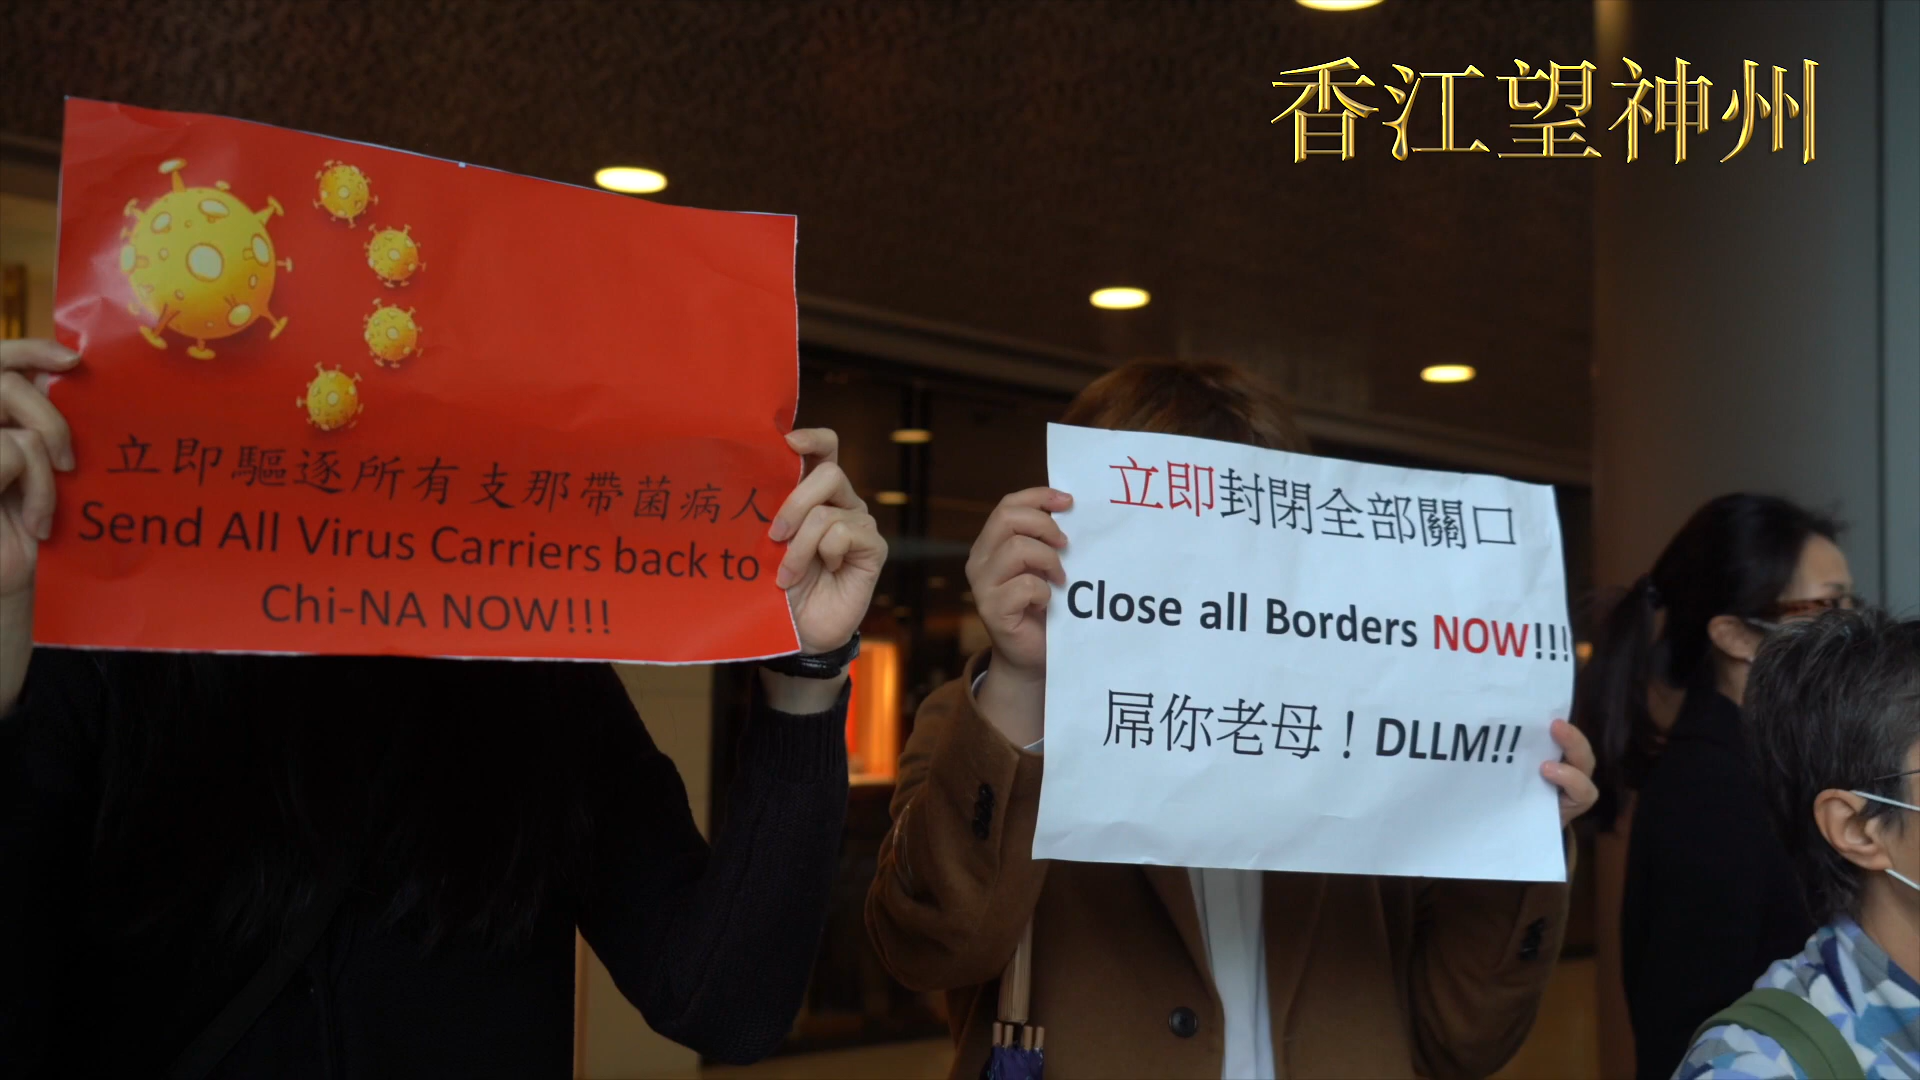 香江望神州
立即驅逐所有支那帶菌病人
Send All Virus Carriers back to
Chi-NA NOW!!!
立即封閉全部關口
Close all Borders NOW!!!
屌你老母！DLLM!!